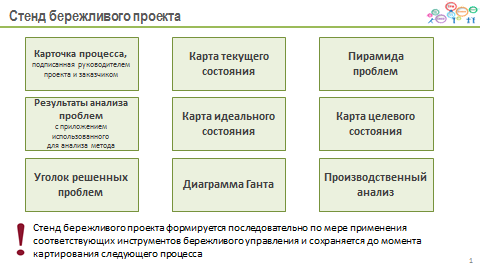 Стенд бережливого проекта
Карточка процесса,
подписанная руководителем
проекта и заказчиком
Карта текущего
состояния
Пирамида
проблем
Результаты анализа
проблем
с приложением
использованного
для анализа метода
Карта идеального
состояния
Карта целевого
состояния
Уголок решенных
проблем
Диаграмма Ганта
Производственный
анализ
! Стенд бережливого проекта формируется последовательно по мере применения
соответствующих инструментов бережливого управления и сохраняется до момента
картирования следующего процесса
1